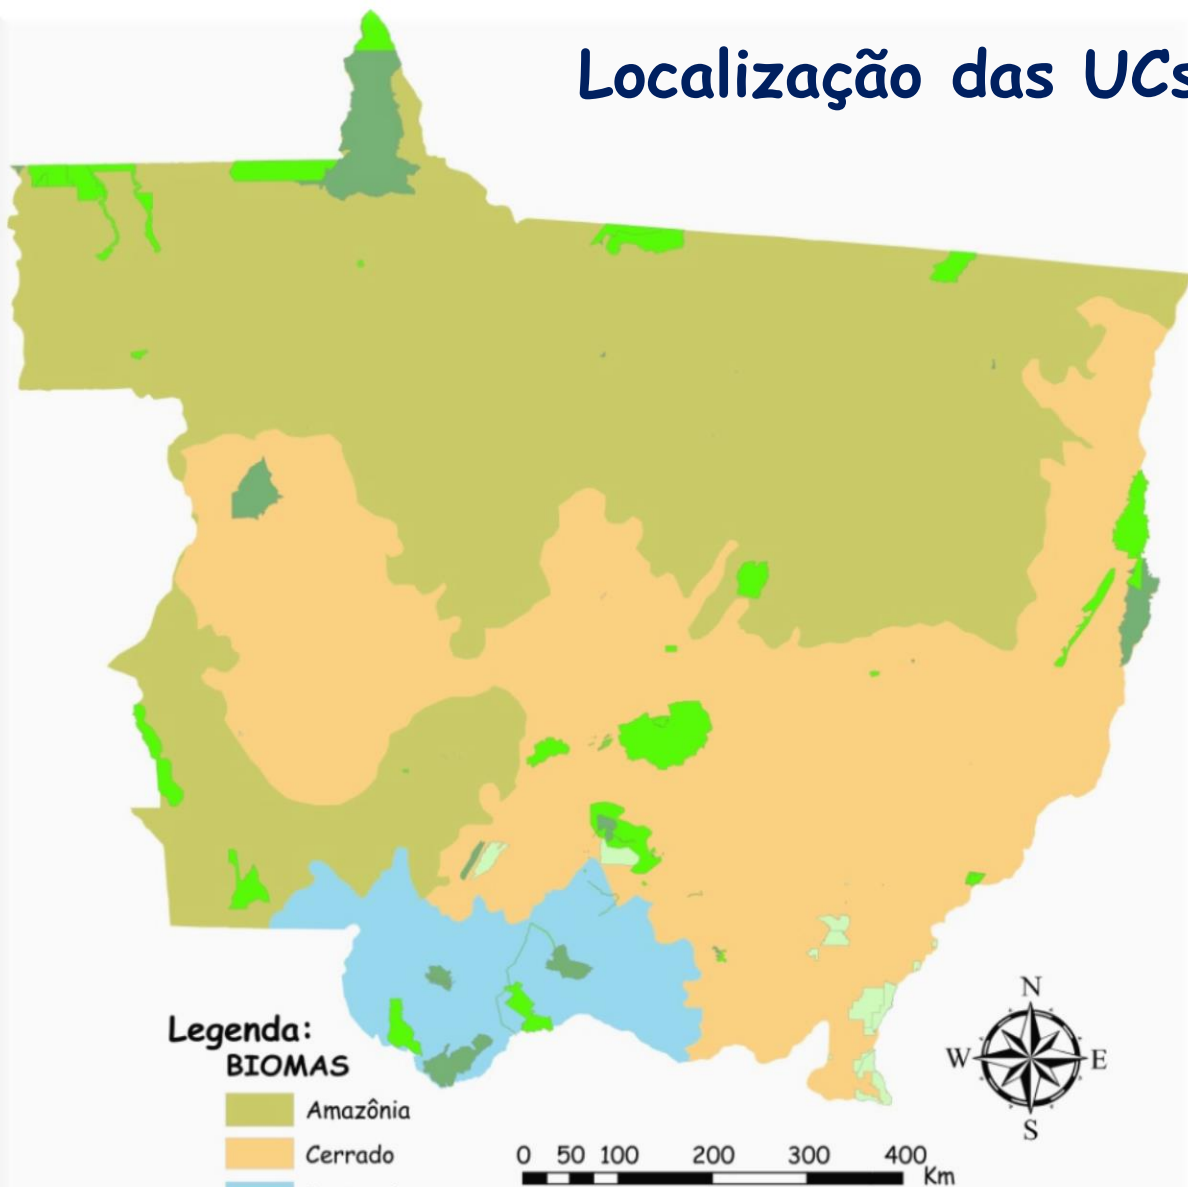 Localização das UCs
N
W E
S
Legenda:
BIOMAS
Amazônia
Cerrado
0 50 100 200 300 400
Km